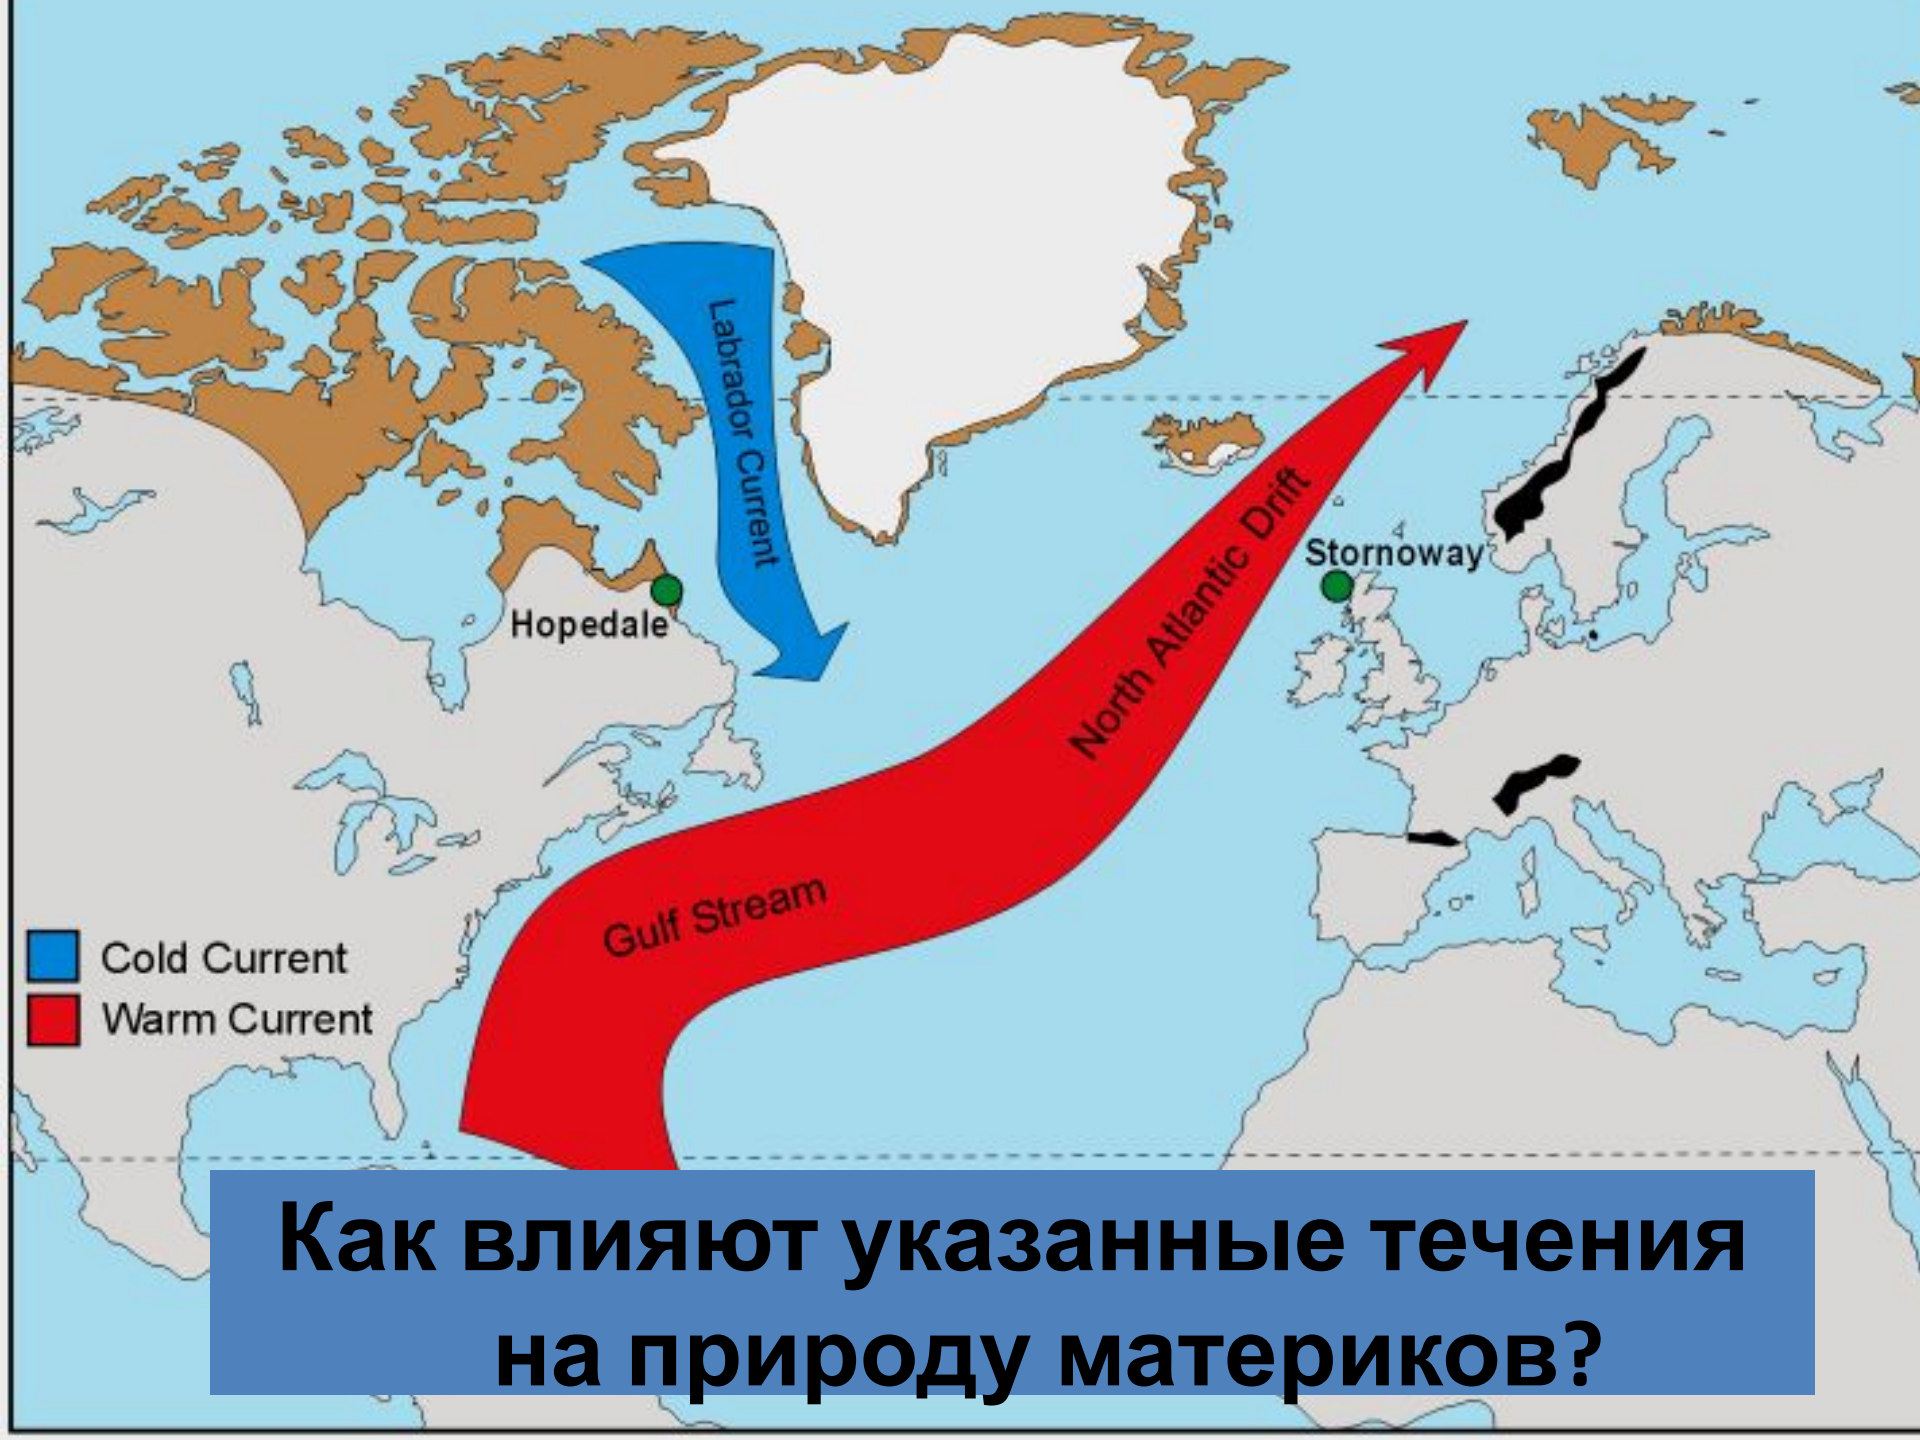 Labrador Current
North Atlantic Drift
Stornoway
Hopedale
Gulf Stream
Cold Current
Warm Current
Как влияют указанные течения
на природу материков?